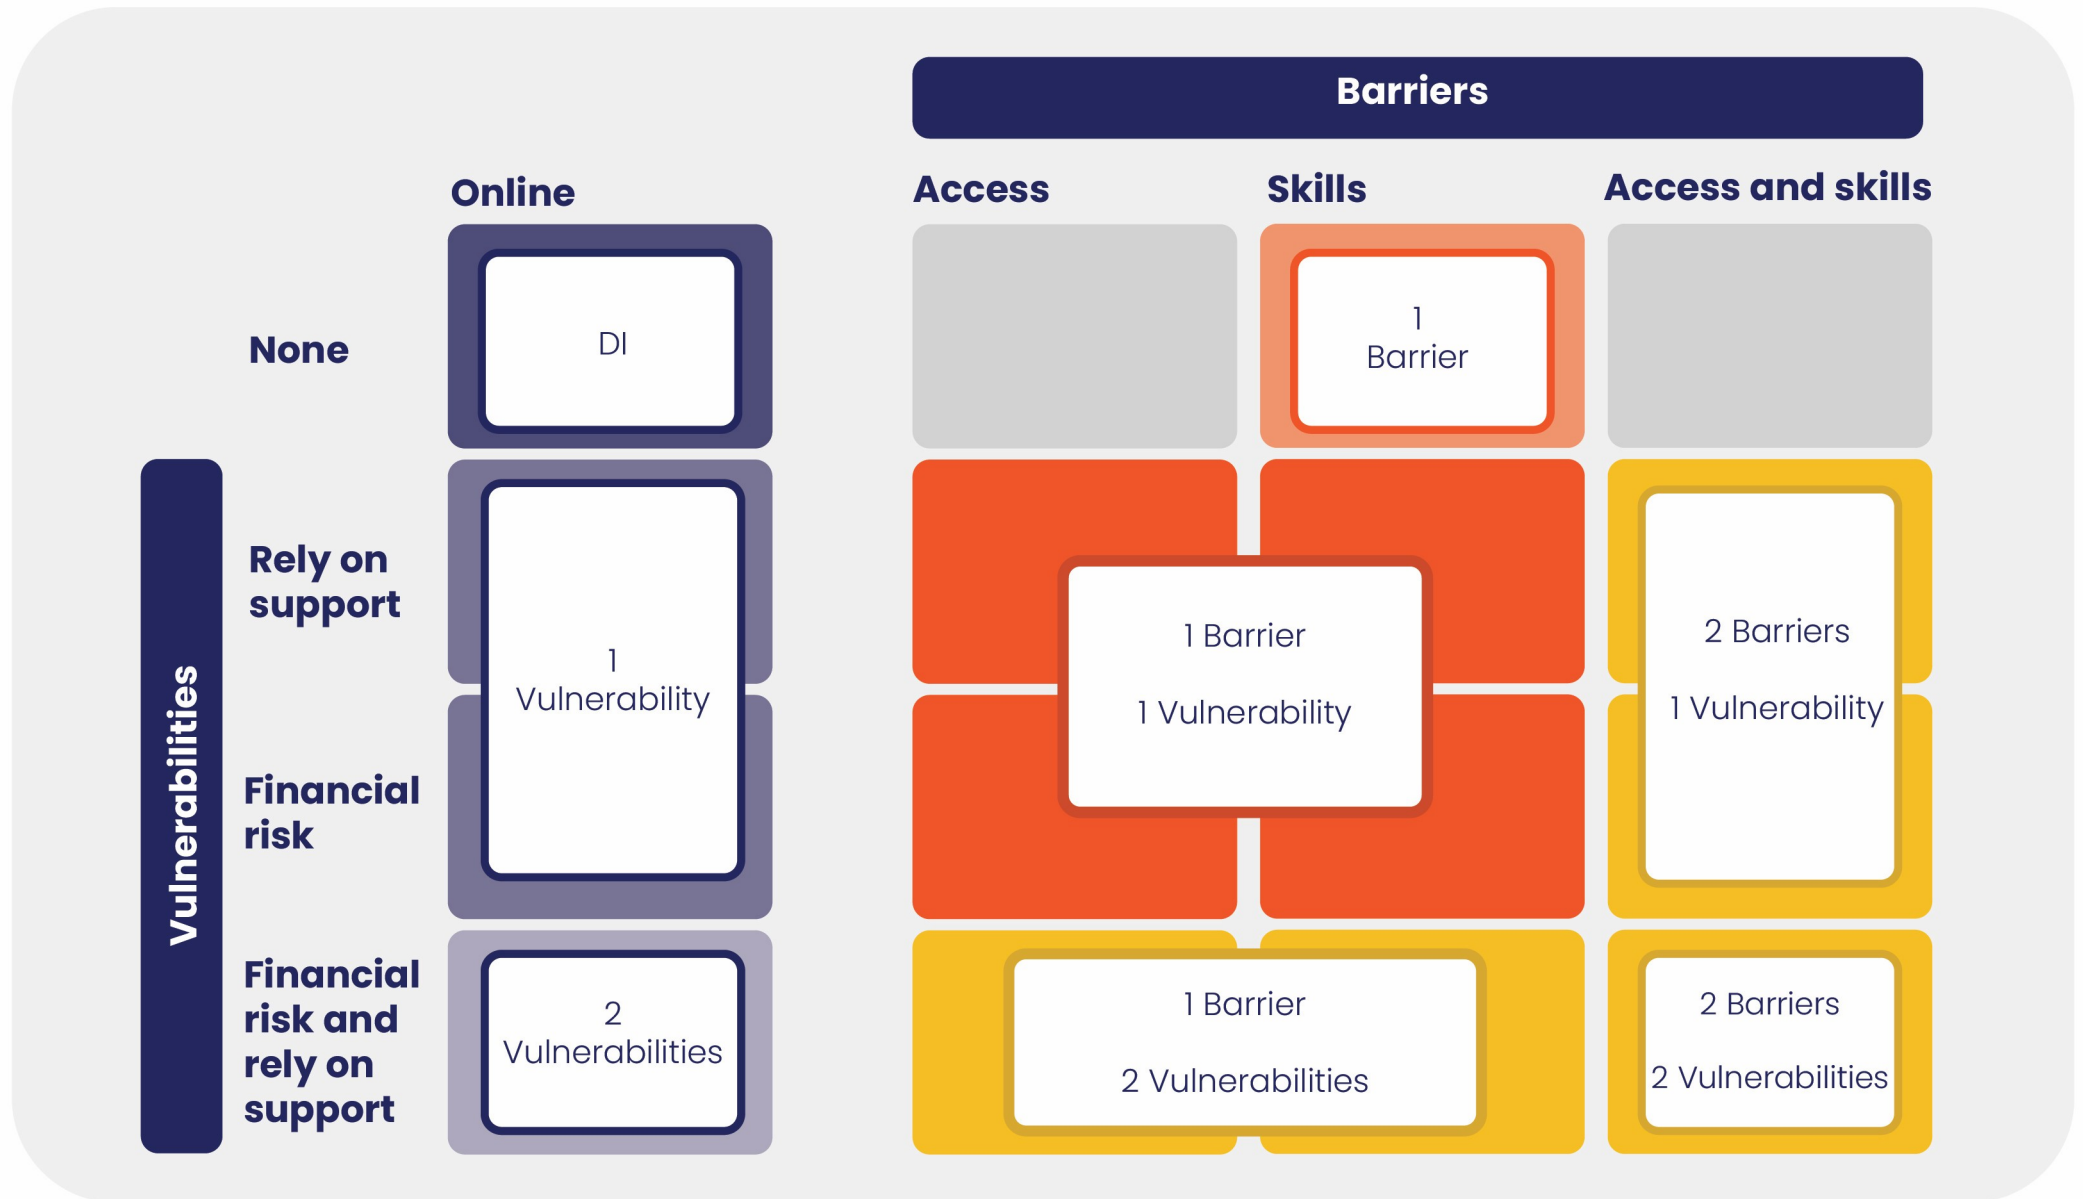 Barriers
Online
Access
Skills
Access and skills
None
DI
1
Barrier
Vulnerabilities
Rely on
support
Financial
risk
1
Vulnerability
1 Barrier
1 Vulnerability
2 Barriers
1 Vulnerability
Financial
risk and
rely on
support
2
Vulnerabilities
1 Barrier
2 Vulnerabilities
2 Barriers
2 Vulnerabilities